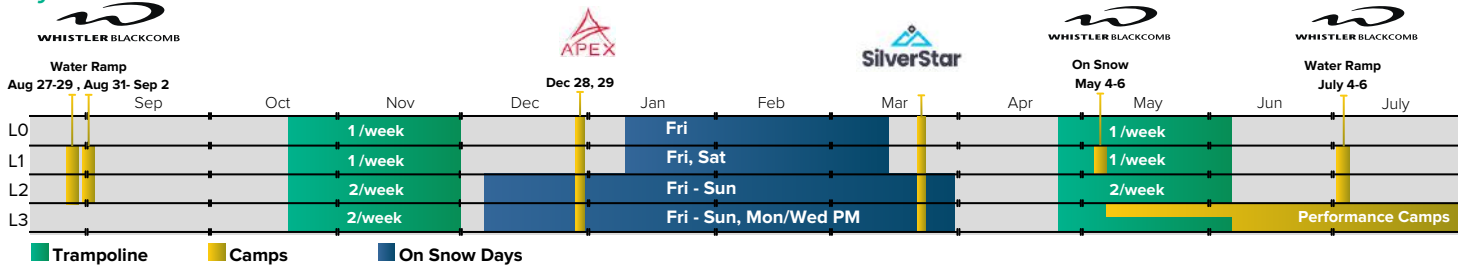 WHISTLER BLACKCOMB
APEX
SilverStar
WHISTLER BLACKCOMB
WHISTLER BLACKCOMB
Water Ramp
Aug 27-29 , Aug 31- Sep 2
Dec 28, 29
On Snow
May 4-6
Water Ramp
July 4-6
Sep Oct Nov Dec Jan Feb Mar Apr May Jun July
L0 1 /week Fri 1 /week
L1 1 /week Fri, Sat 1 /week
L2 2/week Fri - Sun 2/week
L3 2/week Fri - Sun, Mon/Wed PM Performance Camps
Trampoline Camps On Snow Days